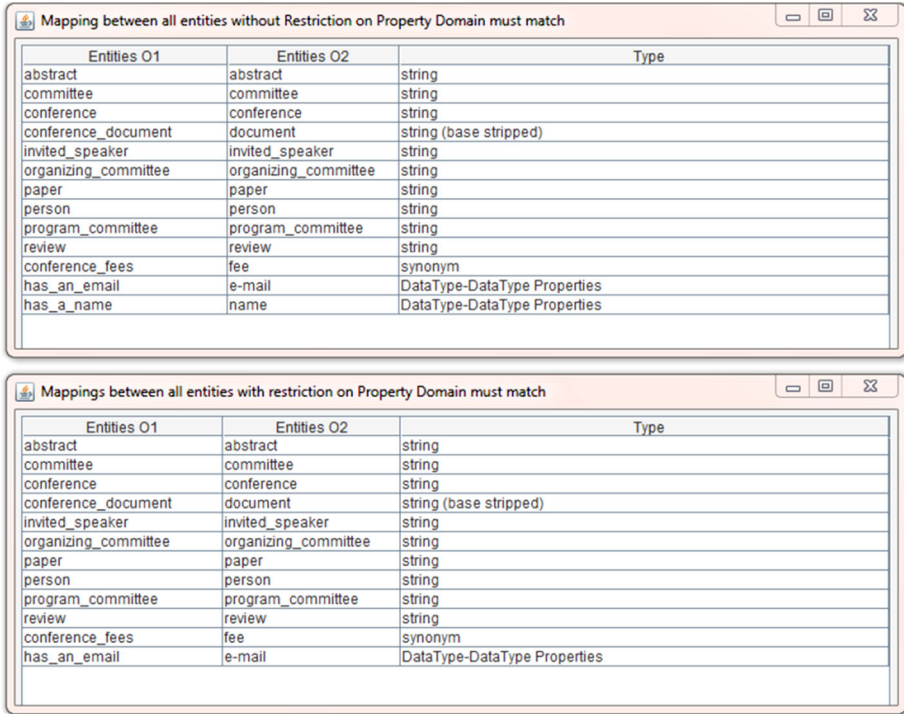 Mapping between all entities without Restriction on Property Domain must match
Entities O1 Entities O2 Type
abstract abstract string
committee committee string
conference conference string
conference_document document string (base stripped)
invited_speaker invited_speaker string
organizing_committee organizing_committee string
paper paper string
person person string
program_committee program_committee string
review review string
conference_fees fee synonym
has_an_email e-mail DataType-DataType Properties
has_a_name name DataType-DataType Properties
Mappings between all entities with restriction on Property Domain must match
Entities O1 Entities O2 Type
abstract abstract string
committee committee string
conference conference string
conference_document document string (base stripped)
invited_speaker invited_speaker string
organizing_committee organizing_committee string
paper paper string
person person string
program_committee program_committee string
review review string
conference_fees fee synonym
has_an_email e-mail DataType-DataType Properties